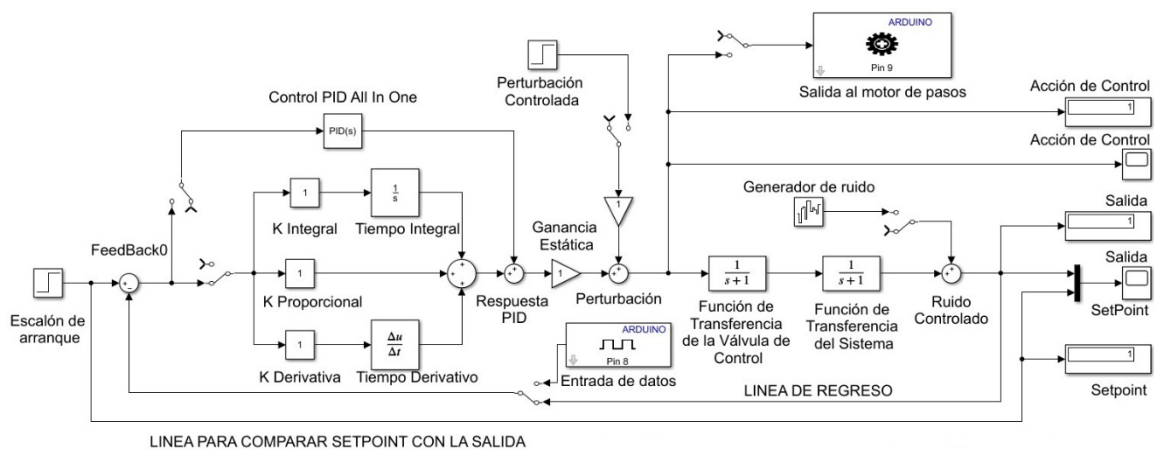 ARDUINO
Pin 9
Salida al motor de pasos
Perturbación
Controlada
Acción de Control
1
Control PID All In One
PID(s)
Acción de Control
1
Generador de ruido
Salida
1
1
K Integral
1
s
Tiempo Integral
Ganancia
Estática
FeedBack0
1
K Proporcional
Respuesta
PID
1
Perturbación
1
s+1
Función de
Transferencia
de la Válvula de
Control
1
s+1
Función de
Transferencia
del Sistema
Ruido
Controlado
Salida
SetPoint
Escalón de
arranque
1
K Derivativa
Δu
Δt
Tiempo Derivativo
ARDUINO
Pin 8
Entrada de datos
1
Setpoint
LINEA DE REGRESO
LINEA PARA COMPARAR SETPOINT CON LA SALIDA